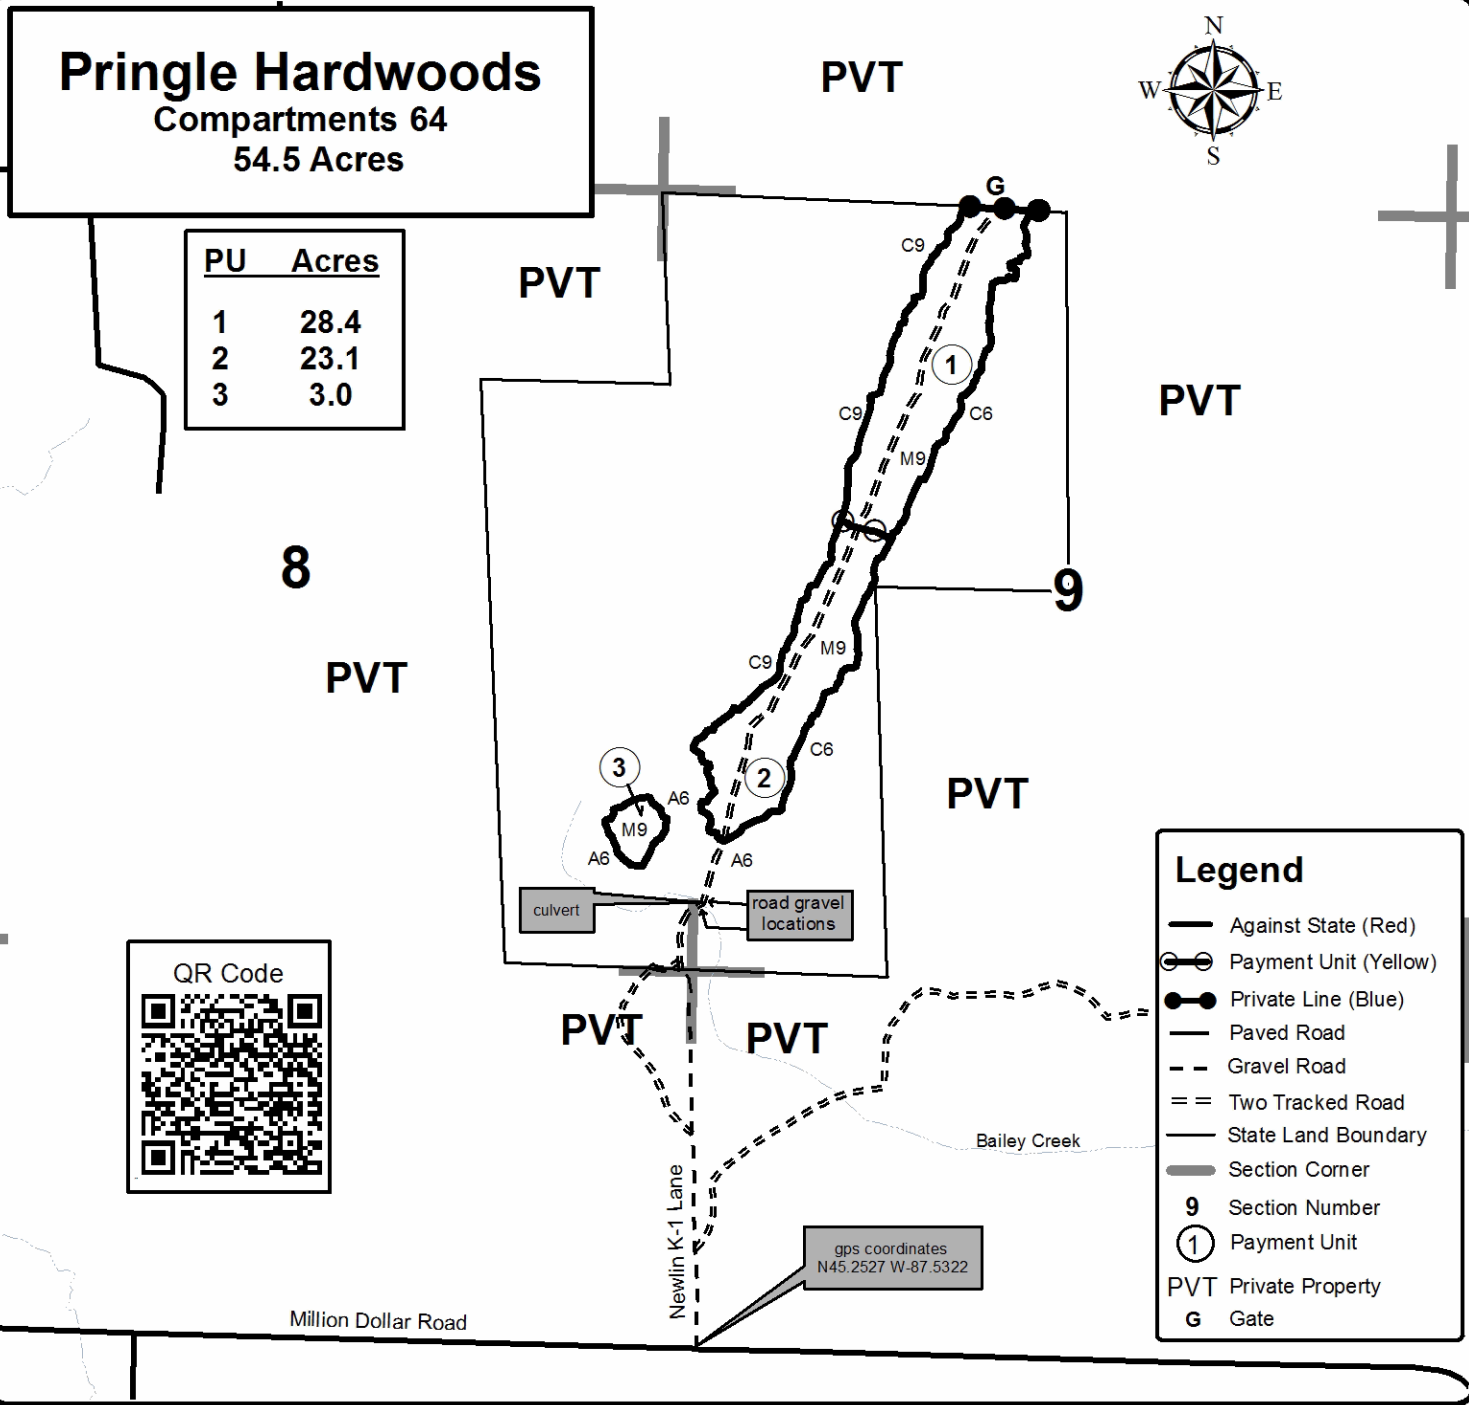 Pringle Hardwoods
Compartments 64
54.5 Acres
PVT
N
W
E
S
PU Acres
1 28.4
2 23.1
3 3.0
G
C9
PVT
1
PVT
C9
C6
M9
8
9
M9
C9
PVT
C6
3
2
PVT
A6
M9
A6
A6
culvert
road gravel
locations
QR Code
PVT
PVT
Bailey Creek
Newlin K-1 Lane
gps coordinates
N45.2527 W-87.5322
Million Dollar Road
Legend
Against State (Red)
Payment Unit (Yellow)
Private Line (Blue)
Paved Road
Gravel Road
Two Tracked Road
State Land Boundary
Section Corner
9 Section Number
1 Payment Unit
PVT Private Property
G Gate